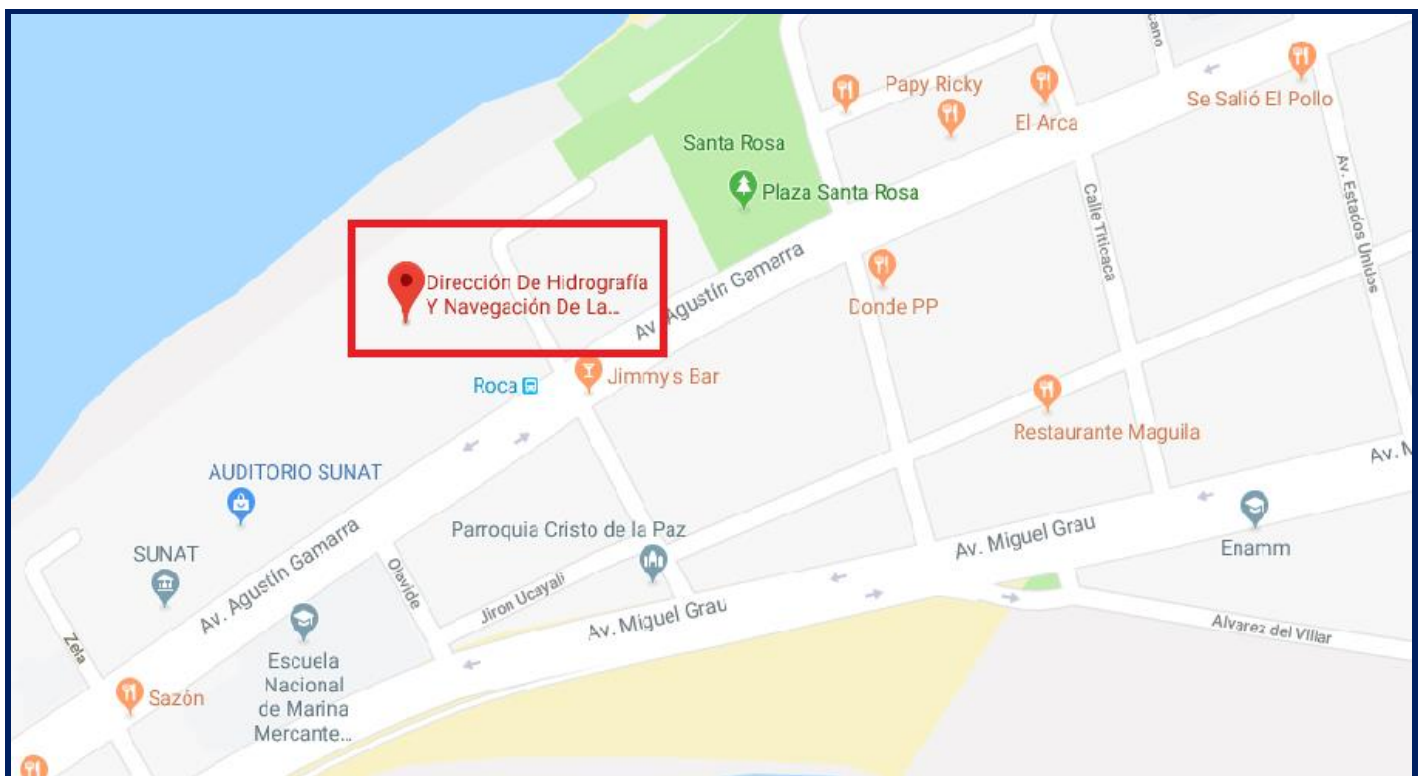 cano
Papy Ricky
El Arca
Se Salió El Pollo
Santa Rosa
Plaza Santa Rosa
Calle Titicaca
Av. Estados Unidos
Dirección De Hidrografía
Y Navegación De La...
Av. Agustín Gamarra
Donde PP
Roca
Jimmy's Bar
Restaurante Maguila
Av. M
AUDITORIO SUNAT
SUNAT
Av. Agustín Gamarra
Olavide
Parroquia Cristo de la Paz
Jiron Ucayali
Av. Miguel Grau
Av. Miguel Grau
Enamm
Alvarez del Villar
Zela
Sazón
Escuela
Nacional
de Marina
Mercante...